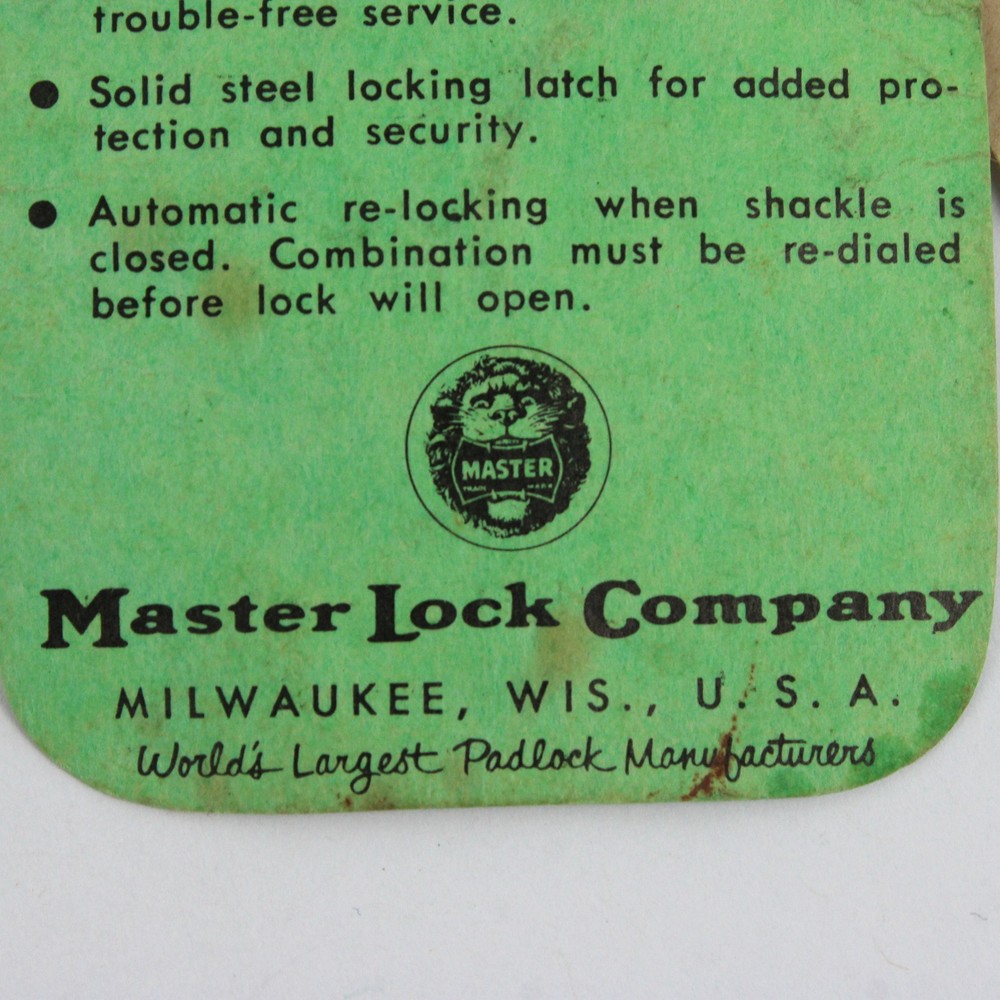 trouble-free service.
● Solid steel locking latch for added pro-
tection and security.
● Automatic re-locking when shackle is
closed. Combination must be re-dialed
before lock will open.
MASTER
TRADE MARK
Master Lock Company
MILWAUKEE, WIS., U. S. A.
World's Largest Padlock Manufacturers